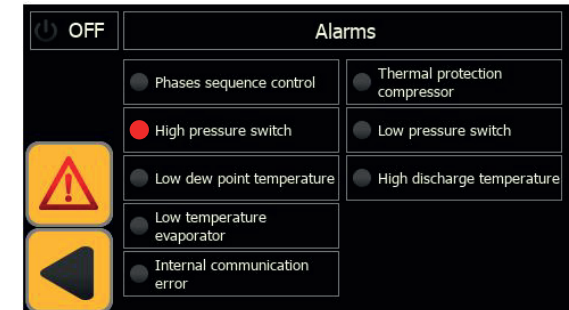 OFF
Alarms
Phases sequence control
Thermal protection
compressor
High pressure switch
Low pressure switch
Low dew point temperature
High discharge temperature
Low temperature
evaporator
Internal communication
error